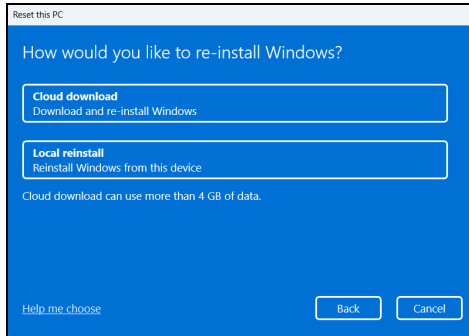 Reset this PC
How would you like to re-install Windows?
Cloud download
Download and re-install Windows
Local reinstall
Reinstall Windows from this device
Cloud download can use more than 4 GB of data.
Help me choose
Back
Cancel